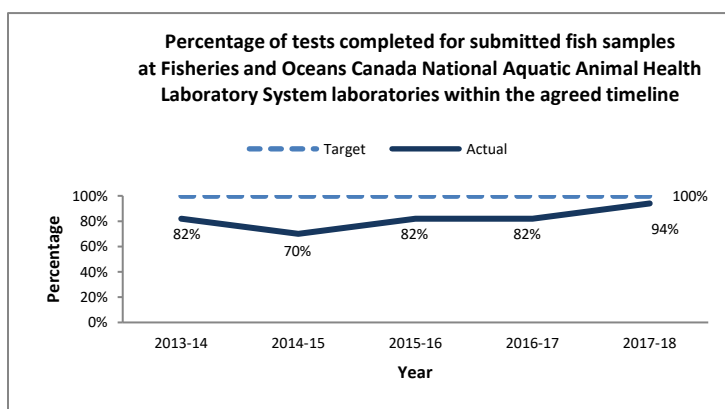 Percentage of tests completed for submitted fish samples
at Fisheries and Oceans Canada National Aquatic Animal Health
Laboratory System laboratories within the agreed timeline
Target Actual
100%
80%
60%
40%
20%
0%
Percentage
82%
70%
82%
82%
94%
100%
2013-14 2014-15 2015-16 2016-17 2017-18
Year